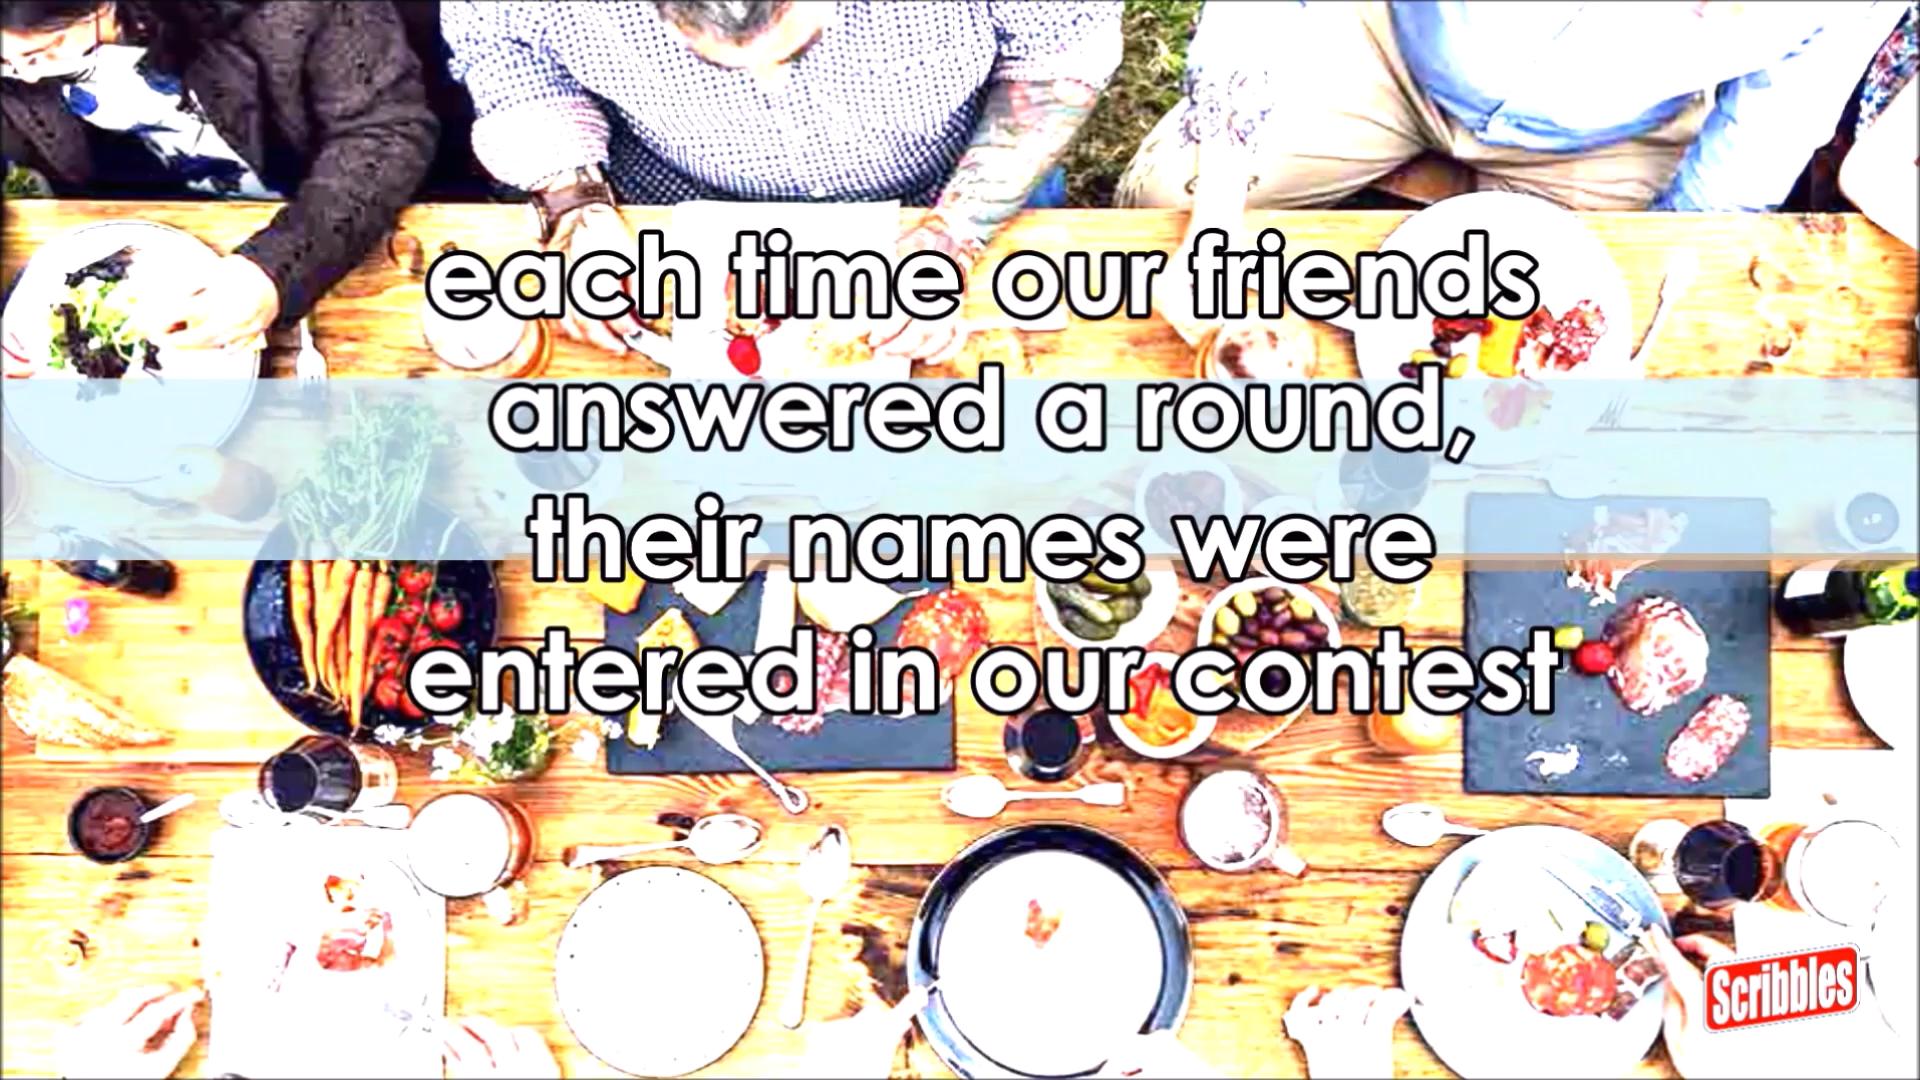 each time our friends
answered a round,
their names were
entered in our contest
Scribbles